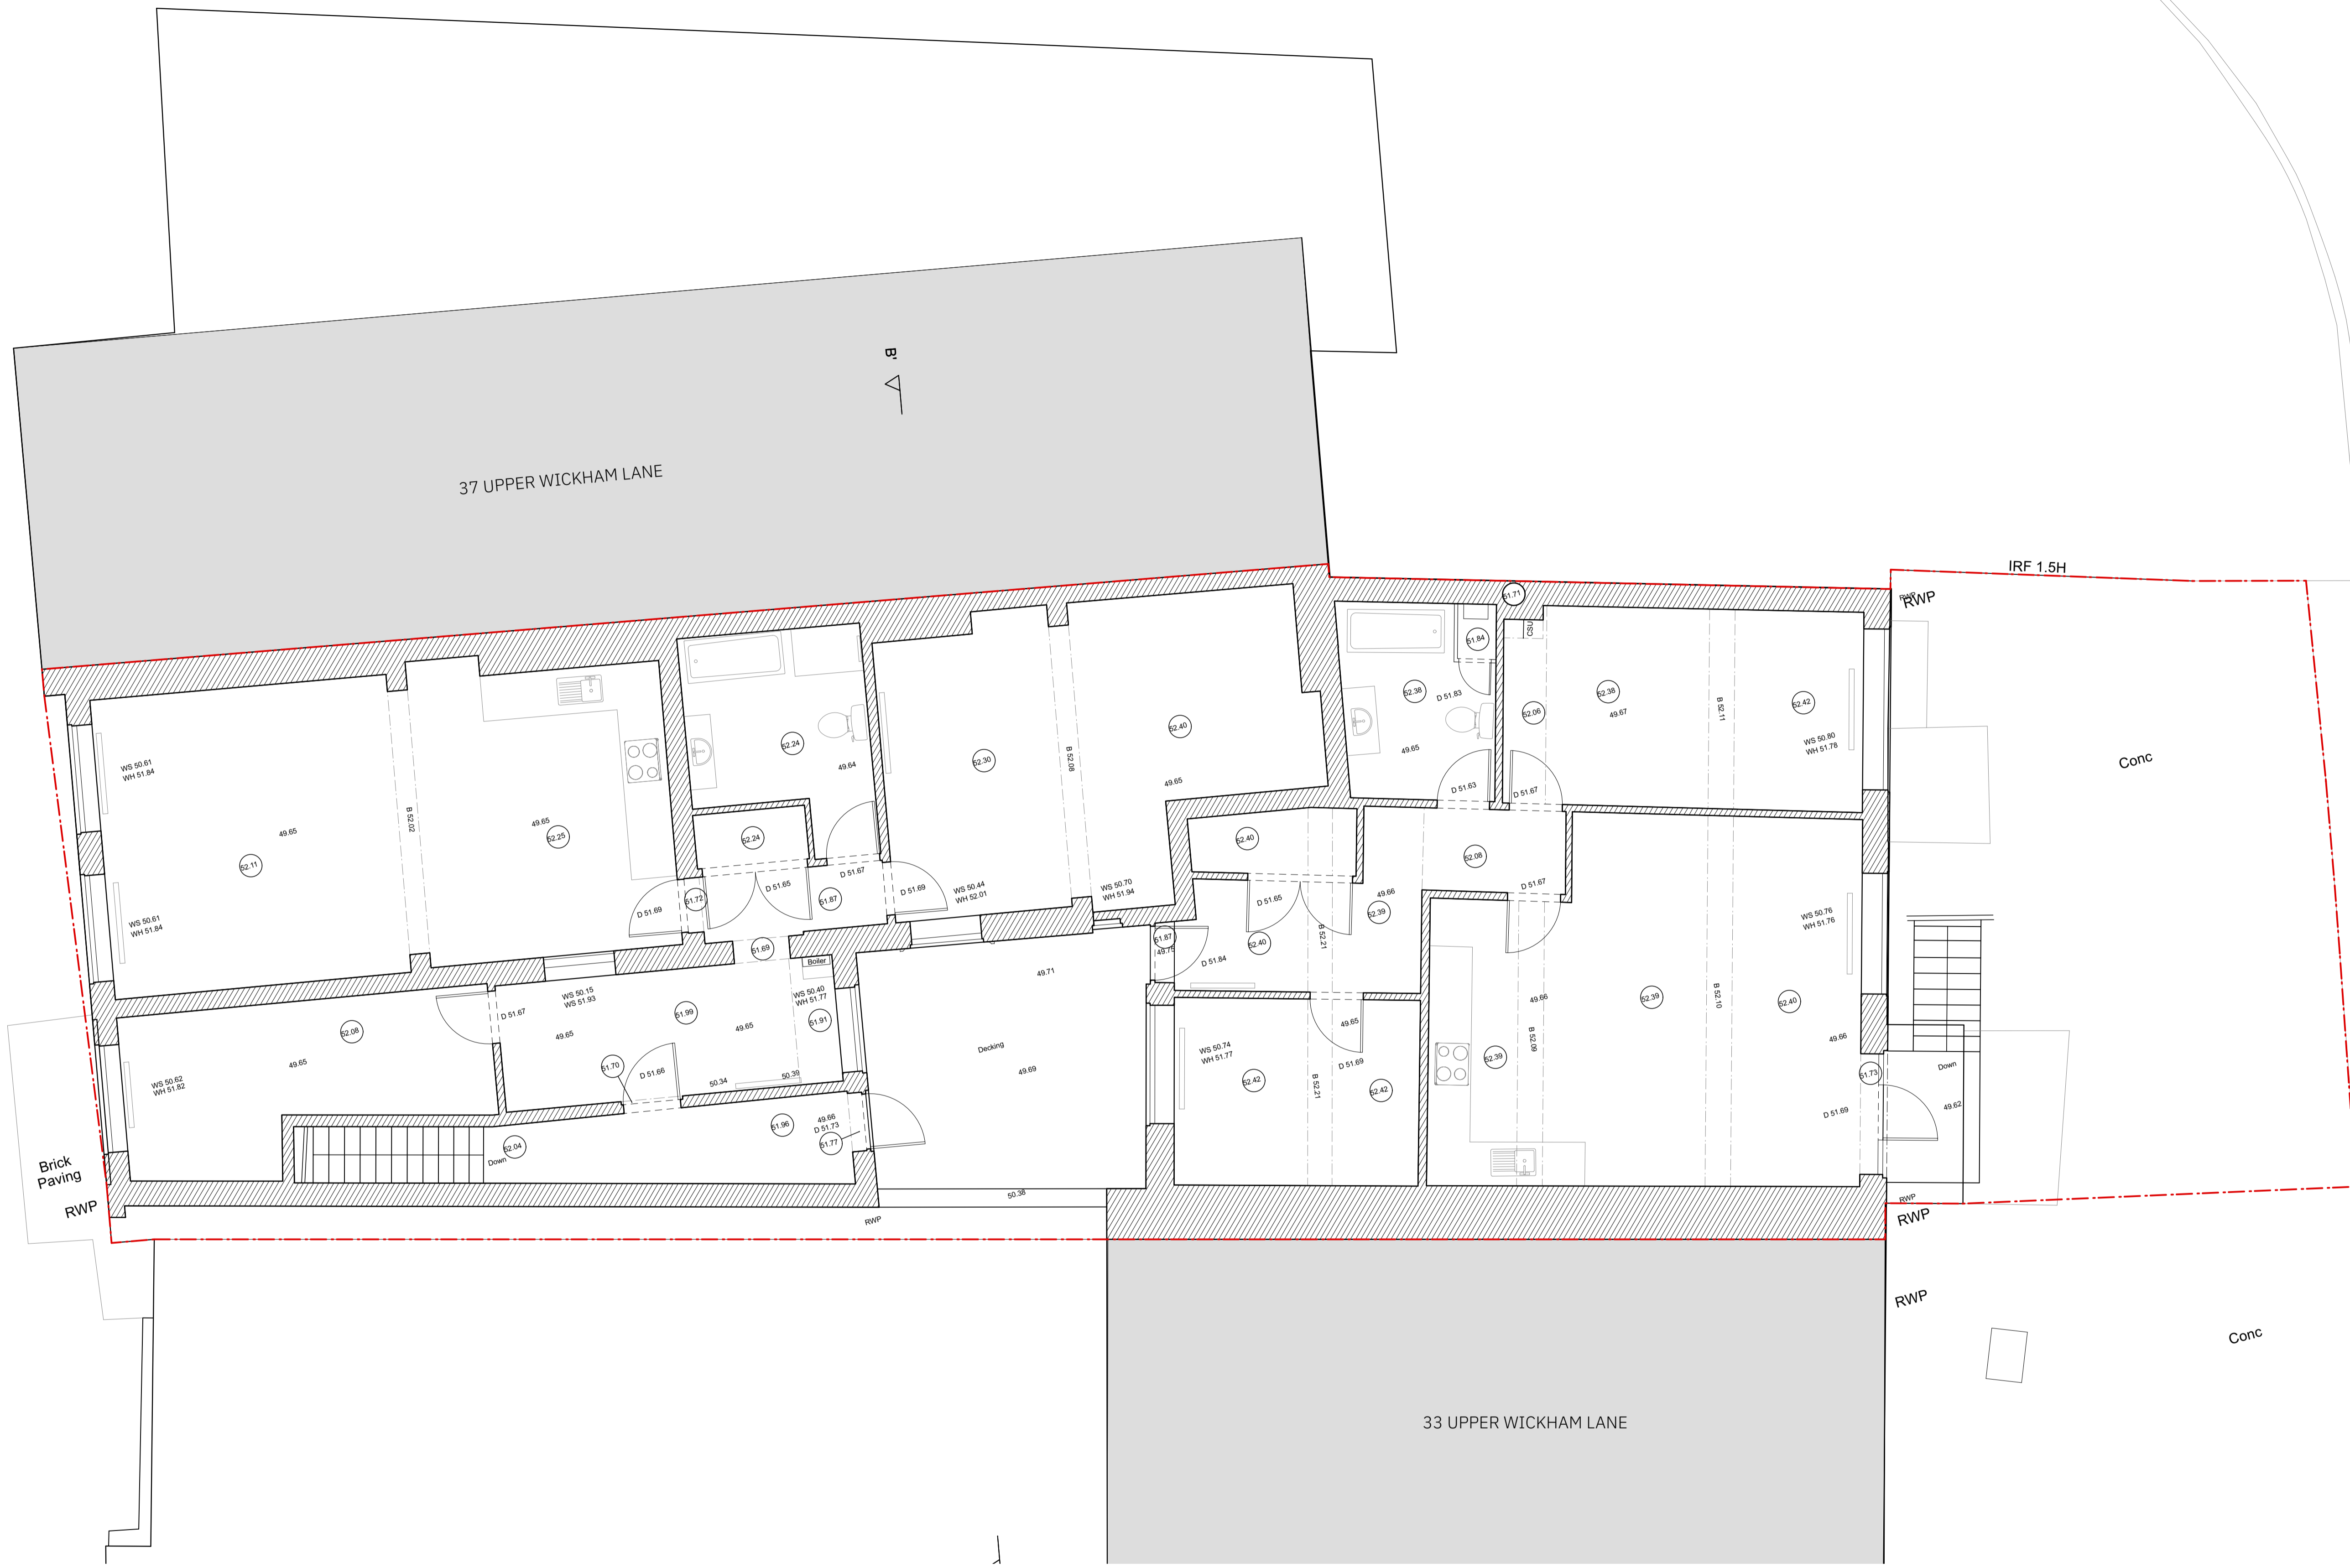 B'
37 UPPER WICKHAM LANE
IRF 1.5H
RWP
RWP
51.71
CSU
51.84
52.38
D 51.83
52.06
52.38
49.67
B 52.11
52.42
WS 50.80
WH 51.78
Conc
WS 50.61
WH 51.84
B 52.02
49.65
52.11
49.65
52.25
52.24
49.64
52.30
B 52.08
52.40
49.65
49.65
D 51.63
D 51.67
52.24
D 51.65
D 51.67
51.87
51.72
D 51.69
D 51.69
WS 50.44
WH 52.01
WS 50.70
WH 51.94
52.40
52.08
D 51.67
D 51.65
49.66
52.39
WS 50.61
WH 51.84
WS 50.76
WH 51.76
51.69
Boiler
51.87
49.75
52.40
B 52.21
D 51.84
WS 50.15
WS 51.93
WS 50.40
WH 51.77
49.71
D 51.67
51.99
51.91
49.65
49.65
52.08
49.65
49.66
52.39
B 52.10
52.40
B 52.09
49.66
49.65
Decking
49.69
WS 50.74
WH 51.77
52.42
D 51.69
B 52.21
52.42
52.39
51.70
D 51.66
50.34
50.39
WS 50.62
WH 51.82
51.73
Down
D 51.69
49.62
51.96
49.66
D 51.73
51.77
52.04
Down
Brick
Paving
RWP
50.38
RWP
RWP
RWP
RWP
Conc
33 UPPER WICKHAM LANE